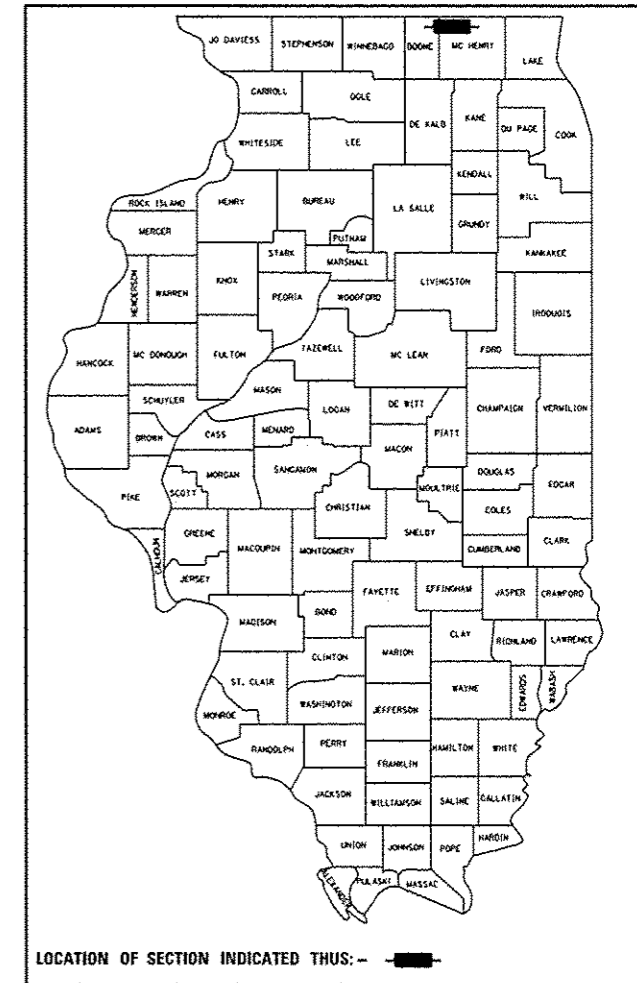 JO DAVIESS
STEPHENSON
WINNEBAGO
BOONE
MC HENRY
LAKE
CARROLL
OGLE
DE KALB
KANE
DU PAGE
COOK
WHITESIDE
LEE
KENDALL
WILL
ROCK ISLAND
HENRY
BUREAU
LA SALLE
GRUNDY
MERCER
PUTNAM
STARK
MARSHALL
KANKAKEE
HENDERSON
WARREN
KNOX
PEORIA
WOODFORD
LIVINGSTON
IROQUOIS
HANCOCK
MC DONOUGH
FULTON
TAZEWELL
MC LEAN
FORD
SCHUYLER
MASON
LOGAN
DE WITT
CHAMPAIGN
VERMILION
ADAMS
BROWN
CASS
MENARD
MACON
PIATT
PIKE
SCOTT
MORGAN
SANGAMON
CHRISTIAN
MOULTRIE
DOUGLAS
EDGAR
COLES
CALHOUN
GREENE
MACOUPIN
MONTGOMERY
SHELBY
CUMBERLAND
CLARK
JERSEY
FAYETTE
EFFINGHAM
JASPER
CRAWFORD
MADISON
BOND
CLAY
RICHLAND
LAWRENCE
CLINTON
MARION
ST. CLAIR
WAYNE
EDWARDS
WABASH
MONROE
WASHINGTON
JEFFERSON
RANDOLPH
PERRY
HAMILTON
WHITE
FRANKLIN
JACKSON
WILLIAMSON
SALINE
GALLATIN
UNION
JOHNSON
POPE
HARDIN
ALEXANDER
PULASKI
MASSAC
LOCATION OF SECTION INDICATED THUS: -